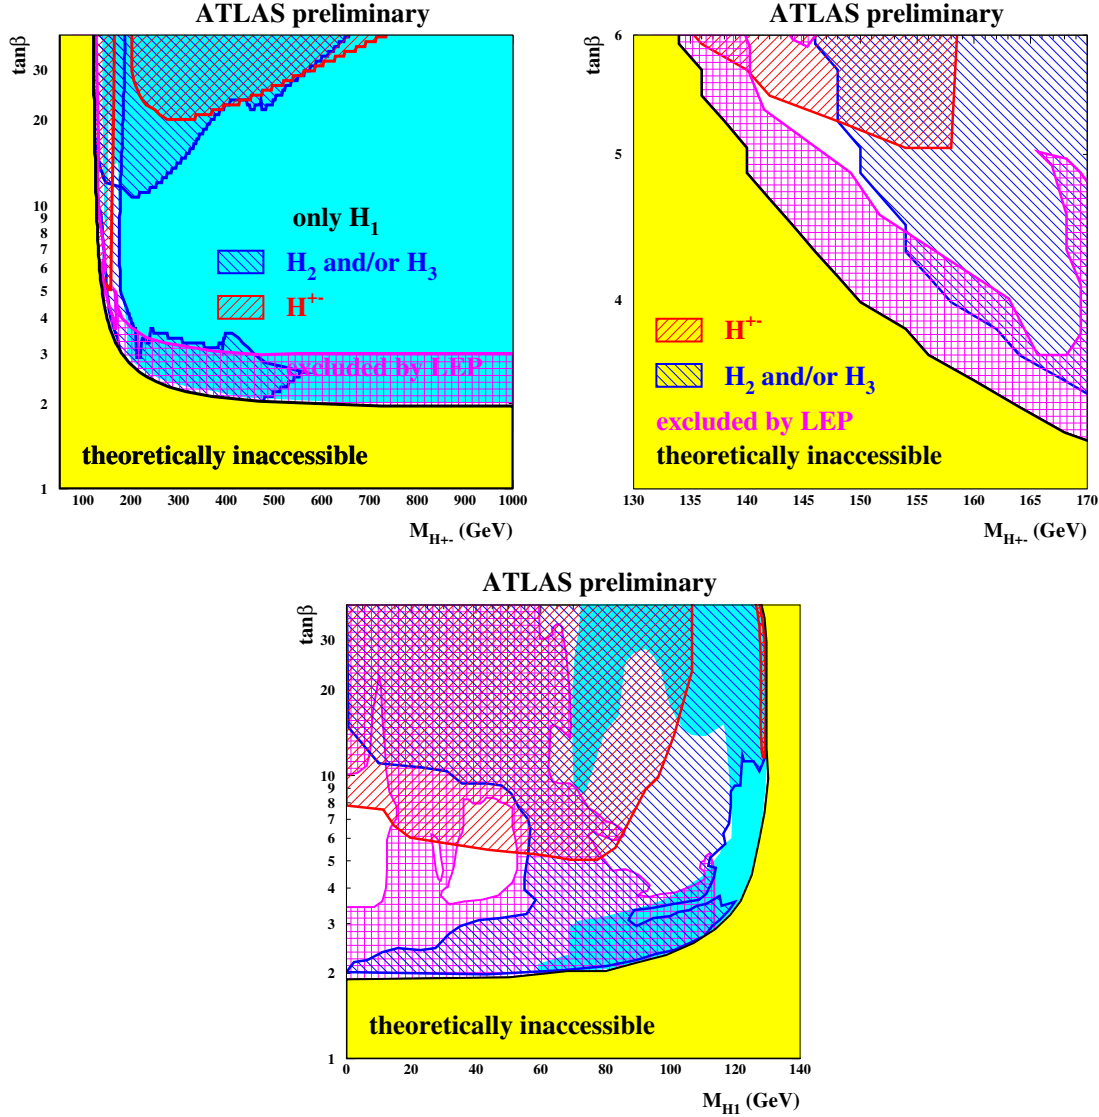 ATLAS preliminary
tanβ
30
20
10
9
8
7
6
5
4
3
2
1
only H1
H2 and/or H3
H+-
excluded by LEP
theoretically inaccessible
100 200 300 400 500 600 700 800 900 1000
MH+- (GeV)
ATLAS preliminary
tanβ
6
5
4
H+-
H2 and/or H3
excluded by LEP
theoretically inaccessible
130 135 140 145 150 155 160 165 170
MH+- (GeV)
ATLAS preliminary
tanβ
30
20
10
9
8
7
6
5
4
3
2
1
theoretically inaccessible
0 20 40 60 80 100 120 140
MH1 (GeV)